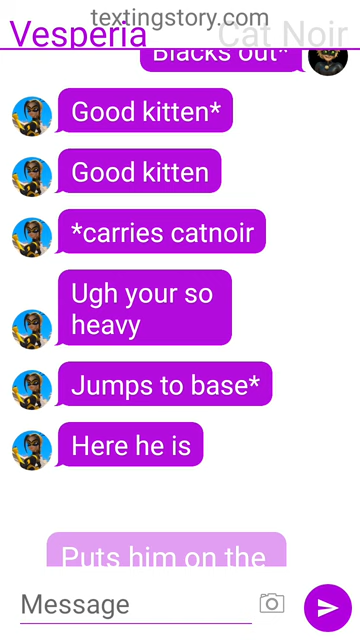 textingstory.com
Vesperia Cat Noir
Blacks out*
Good kitten*
Good kitten
*carries catnoir
Ugh your so
heavy
Jumps to base*
Here he is
Puts him on the
Message